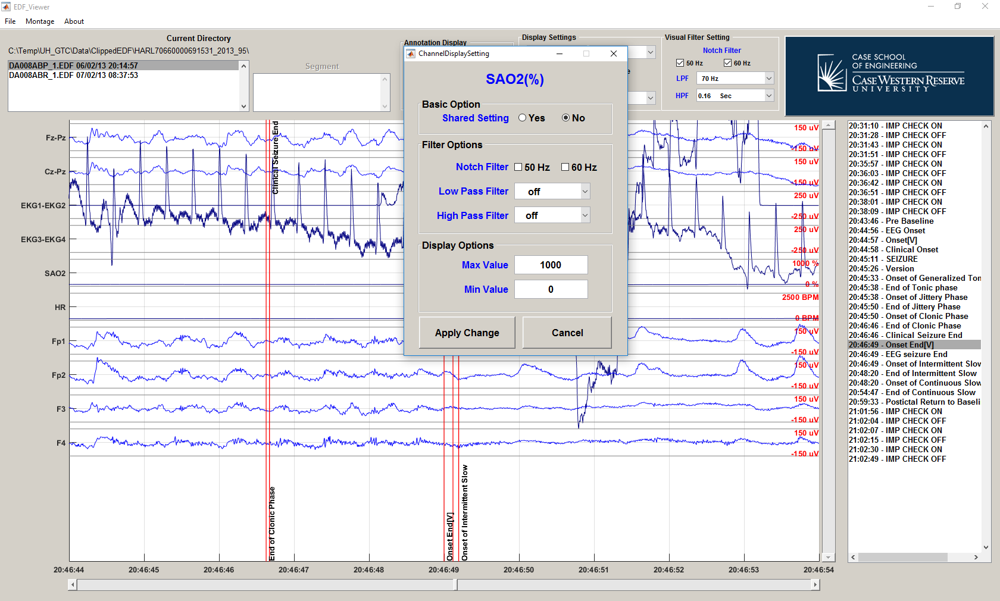 EDF_Viewer
File Montage About
Current Directory
C:\Temp\UH_GTC\Data\ClippedEDF\HARL70660000691531_2013_95\
DA008ABP_1.EDF 06/02/13 20:14:57
DA008ABR_1.EDF 07/02/13 08:37:53
Segment
Annotation Display
Display Settings
Visual Filter Setting
Notch Filter
50 Hz 60 Hz
LPF 70 Hz
HPF 0.16 Sec
CASE SCHOOL
OF ENGINEERING
CASE WESTERN RESERVE
UNIVERSITY
ChannelDisplaySetting
SAO2(%)
Basic Option
Shared Setting Yes No
Filter Options
Notch Filter 50 Hz 60 Hz
Low Pass Filter off
High Pass Filter off
Display Options
Max Value 1000
Min Value 0
Apply Change Cancel
Fz-Pz
Cz-Pz
EKG1-EKG2
EKG3-EKG4
SAO2
HR
Fp1
Fp2
F3
F4
Clinical Seizure End
End of Clonic Phase
Onset End[V]
Onset of Intermittent Slow
150 uV
-150 uV
150 uV
-150 uV
250 uV
-250 uV
250 uV
-250 uV
1000 %
0 %
2500 BPM
0 BPM
150 uV
-150 uV
150 uV
-150 uV
150 uV
-150 uV
150 uV
-150 uV
20:46:44 20:46:45 20:46:46 20:46:47 20:46:48 20:46:49 20:46:50 20:46:51 20:46:52 20:46:53 20:46:54
20:31:10 - IMP CHECK ON
20:31:28 - IMP CHECK OFF
20:31:43 - IMP CHECK ON
20:31:51 - IMP CHECK OFF
20:35:57 - IMP CHECK ON
20:36:03 - IMP CHECK OFF
20:36:42 - IMP CHECK ON
20:36:51 - IMP CHECK OFF
20:38:01 - IMP CHECK ON
20:38:09 - IMP CHECK OFF
20:43:46 - Pre Baseline
20:44:56 - EEG Onset
20:44:57 - Onset[V]
20:44:58 - Clinical Onset
20:45:11 - SEIZURE
20:45:26 - Version
20:45:33 - Onset of Generalized Ton
20:45:38 - End of Tonic phase
20:45:38 - Onset of Jittery Phase
20:45:50 - End of Jittery Phase
20:45:50 - Onset of Clonic Phase
20:46:46 - End of Clonic Phase
20:46:46 - Clinical Seizure End
20:46:49 - Onset End[V]
20:46:49 - EEG seizure End
20:46:49 - Onset of Intermittent Slow
20:48:20 - End of Intermittent Slow
20:48:20 - Onset of Continuous Slow
20:54:47 - End of Continuous Slow
20:59:33 - Postictal Return to Baseli
21:01:56 - IMP CHECK ON
21:02:04 - IMP CHECK OFF
21:02:07 - IMP CHECK ON
21:02:15 - IMP CHECK OFF
21:02:30 - IMP CHECK ON
21:02:49 - IMP CHECK OFF